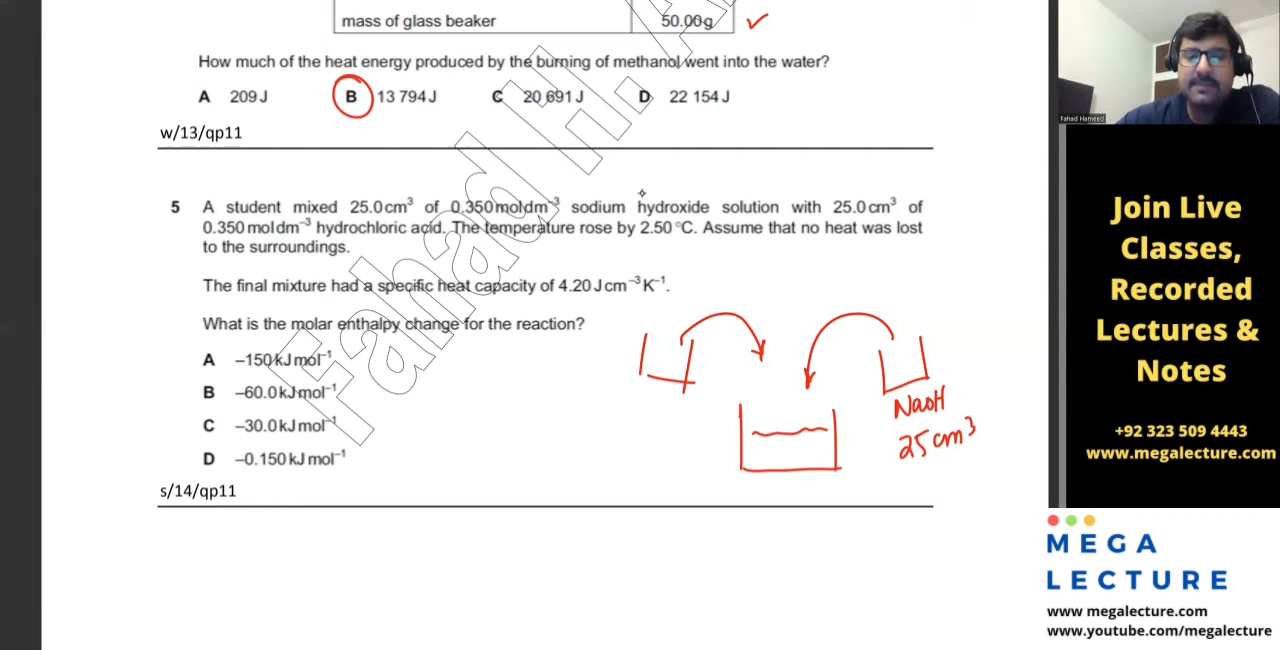 mass of glass beaker 50.00g
How much of the heat energy produced by the burning of methanol went into the water?
A 209 J B 13 794 J C 20 691 J D 22 154 J
w/13/qp11
5 A student mixed 25.0 cm³ of 0.350 mol dm⁻³ sodium hydroxide solution with 25.0 cm³ of
0.350 mol dm⁻³ hydrochloric acid. The temperature rose by 2.50 °C. Assume that no heat was lost
to the surroundings.
The final mixture had a specific heat capacity of 4.20 J cm⁻³ K⁻¹.
What is the molar enthalpy change for the reaction?
A –150 kJ mol⁻¹
B –60.0 kJ mol⁻¹
C –30.0 kJ mol⁻¹
D –0.150 kJ mol⁻¹
s/14/qp11
NaOH
25 cm³
Fahad H.
Fahad Hameed
Join Live
Classes,
Recorded
Lectures &
Notes
+92 323 509 4443
www.megalecture.com
MEGA
LECTURE
www megalecture.com
www.youtube.com/megalecture